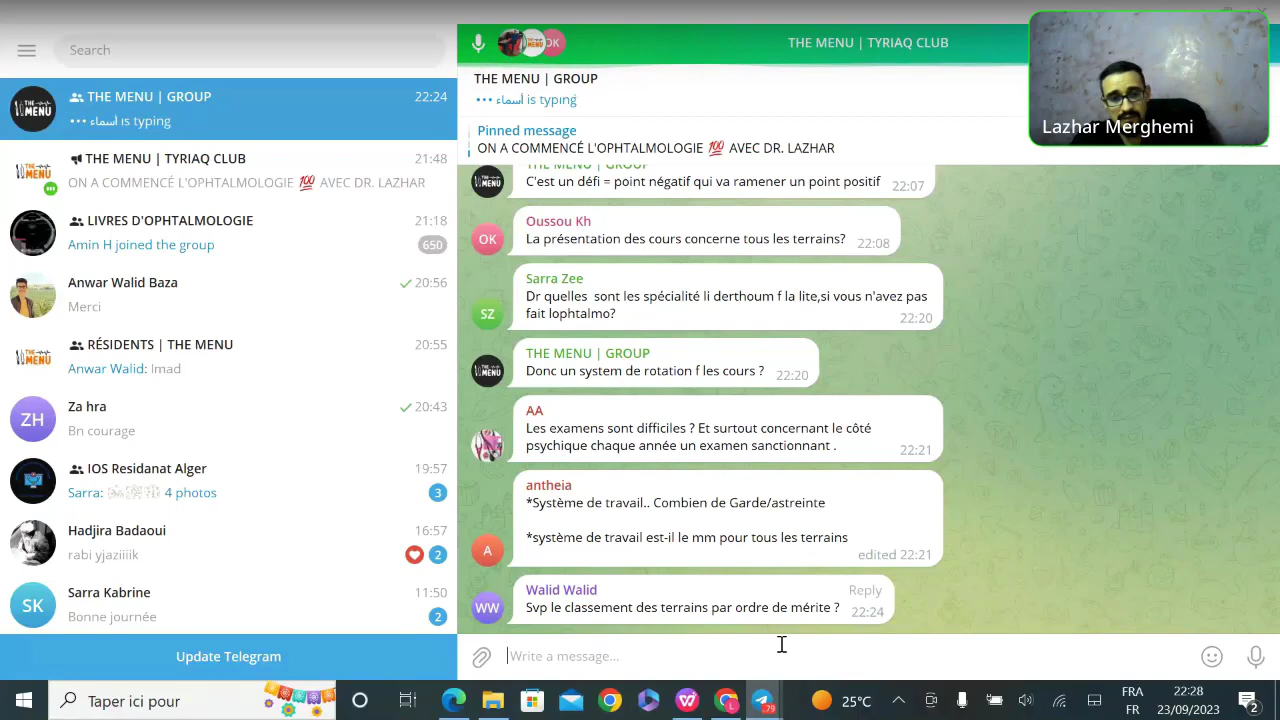 Search
THE MENU | GROUP 22:24
••• أسماء is typing
THE MENU | TYRIAQ CLUB 21:48
ON A COMMENCÉ L'OPHTALMOLOGIE 💯 AVEC DR. LAZHAR
LIVRES D'OPHTALMOLOGIE 21:18
Amin H joined the group 650
Anwar Walid Baza 20:56
Merci
RÉSIDENTS | THE MENU 20:55
Anwar Walid: Imad
ZH
Za hra 20:43
Bn courage
IOS Residanat Alger 19:57
Sarra: 4 photos 3
Hadjira Badaoui 16:57
rabi yjaziiiik 2
SK
Sarra Kabrine 11:50
Bonne journée 2
Update Telegram
OK
THE MENU | TYRIAQ CLUB
THE MENU | GROUP
••• أسماء is typing
Pinned message
ON A COMMENCÉ L'OPHTALMOLOGIE 💯 AVEC DR. LAZHAR
Lazhar Merghemi
THE MENU | GROUP
C'est un défi = point négatif qui va ramener un point positif 22:07
OK
Oussou Kh
La présentation des cours concerne tous les terrains? 22:08
SZ
Sarra Zee
Dr quelles sont les spécialité li derthoum f la lite,si vous n'avez pas
fait lophtalmo? 22:20
THE MENU | GROUP
Donc un system de rotation f les cours ? 22:20
AA
Les examens sont difficiles ? Et surtout concernant le côté
psychique chaque année un examen sanctionnant . 22:21
A
antheia
*Système de travail.. Combien de Garde/astreinte
*système de travail est-il le mm pour tous les terrains
edited 22:21
WW
Walid Walid Reply
Svp le classement des terrains par ordre de mérite ? 22:24
Write a message...
Taper ici pour 79 25°C FRA 22:28
FR 23/09/2023 2